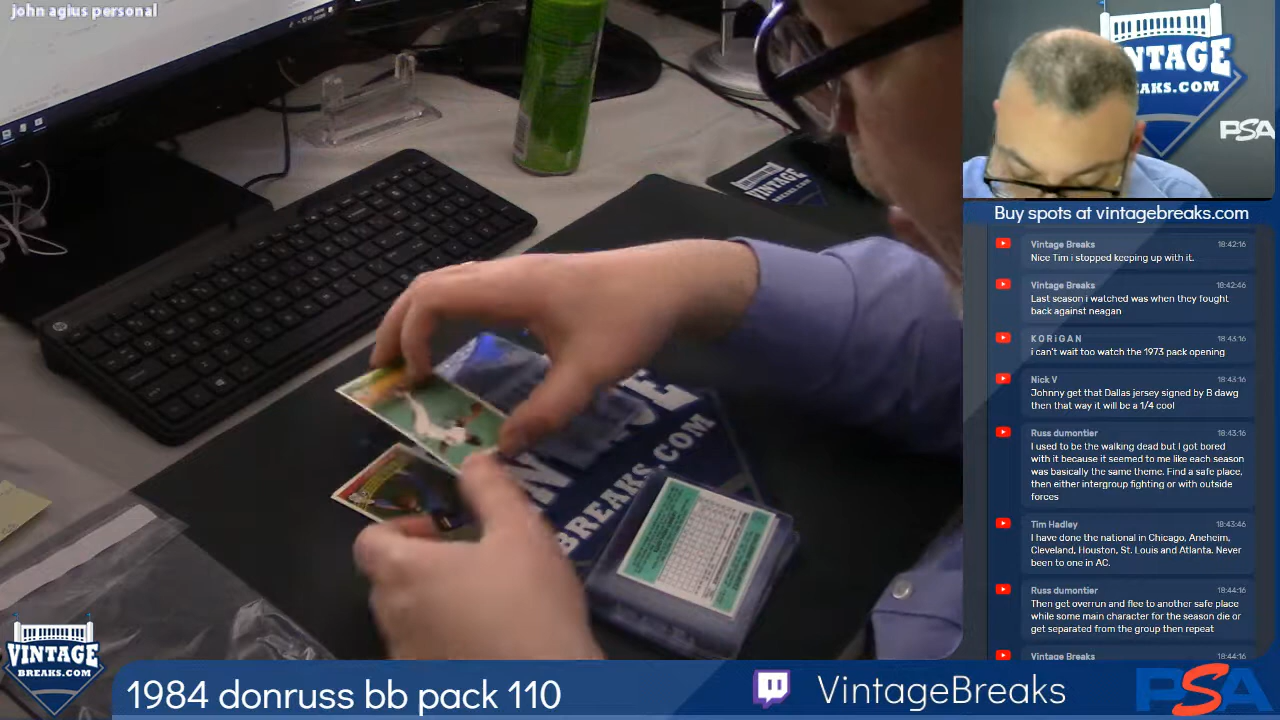 john agius personal
VINTAGE
BREAKS.COM
NTAGE
AKS.COM
PSA
Buy spots at vintagebreaks.com
Vintage Breaks 18:42:16
Nice Tim i stopped keeping up with it.
Vintage Breaks 18:42:46
Last season i watched was when they fought
back against neagan
KORiGAN 18:43:16
i can't wait too watch the 1973 pack opening
Nick V 18:43:16
Johnny get that Dallas jersey signed by B dawg
then that way it will be a 1/4 cool
Russ dumontier 18:43:16
I used to be the walking dead but I got bored
with it because it seemed to me like each season
was basically the same theme. Find a safe place,
then either intergroup fighting or with outside
forces
Tim Hadley 18:43:46
I have done the national in Chicago, Aneheim,
Cleveland, Houston, St. Louis and Atlanta. Never
been to one in AC.
Russ dumontier 18:44:16
Then get overrun and flee to another safe place
while some main character for the season die or
get separated from the group then repeat
Vintage Breaks 18:44:16
BREAKS.COM
VINTAGE
BREAKS.COM
1984 donruss bb pack 110
VintageBreaks
PSA